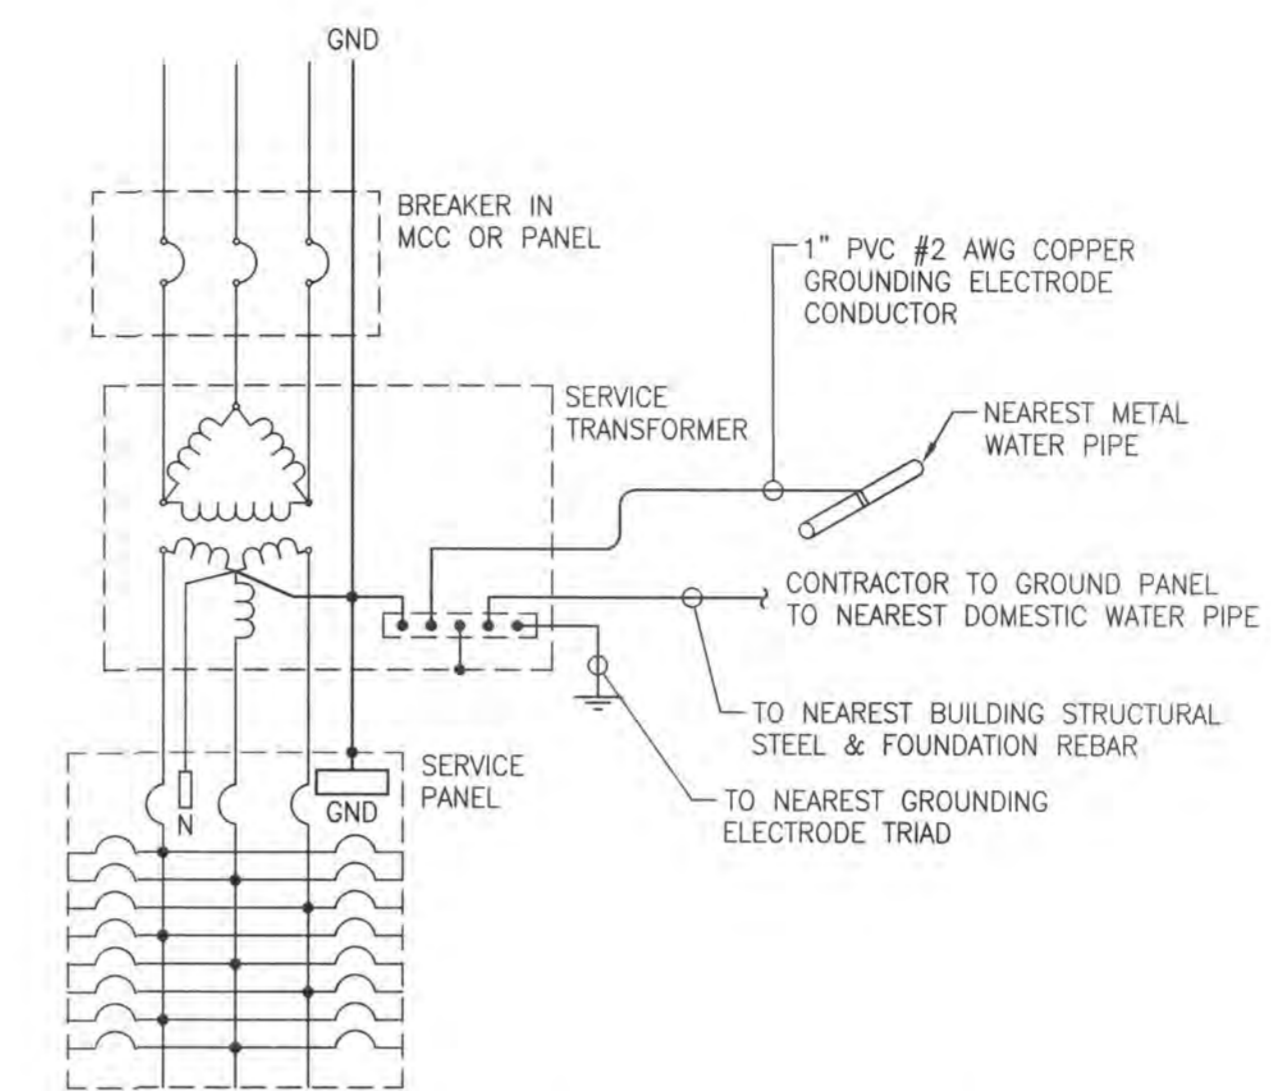 GND
BREAKER IN
MCC OR PANEL
1" PVC #2 AWG COPPER
GROUNDING ELECTRODE
CONDUCTOR
SERVICE
TRANSFORMER
NEAREST METAL
WATER PIPE
CONTRACTOR TO GROUND PANEL
TO NEAREST DOMESTIC WATER PIPE
TO NEAREST BUILDING STRUCTURAL
STEEL & FOUNDATION REBAR
SERVICE
PANEL
TO NEAREST GROUNDING
ELECTRODE TRIAD
N
GND